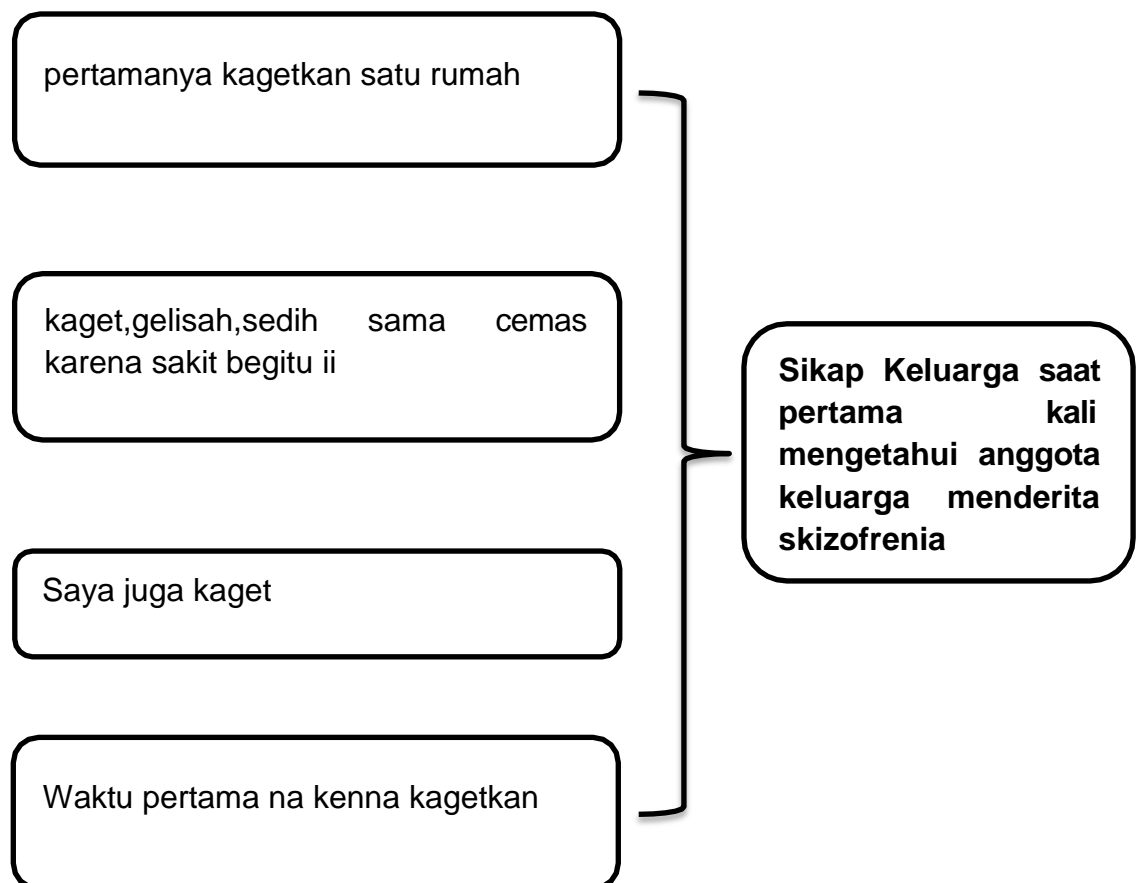 pertamanya kagetkan satu rumah
kaget,gelisah,sedih sama cemas
karena sakit begitu ii
Saya juga kaget
Waktu pertama na kenna kagetkan
Sikap Keluarga saat
pertama kali
mengetahui anggota
keluarga menderita
skizofrenia